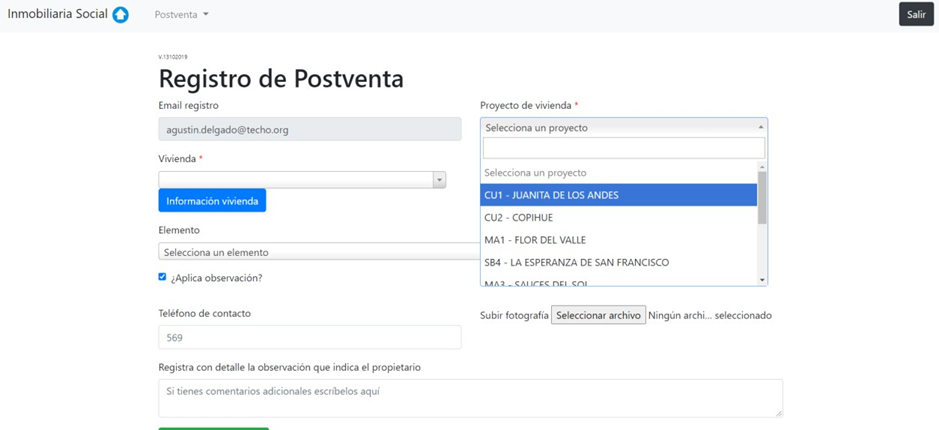 Inmobiliaria Social
Postventa
Salir
V.13102019
Registro de Postventa
Email registro
agustin.delgado@techo.org
Proyecto de vivienda *
Selecciona un proyecto
Selecciona un proyecto
CU1 - JUANITA DE LOS ANDES
CU2 - COPIHUE
MA1 - FLOR DEL VALLE
SB4 - LA ESPERANZA DE SAN FRANCISCO
MA3 - SAUCES DEL SOL
Vivienda *
Información vivienda
Elemento
Selecciona un elemento
¿Aplica observación?
Teléfono de contacto
569
Subir fotografía Seleccionar archivo Ningún archi... seleccionado
Registra con detalle la observación que indica el propietario
Si tienes comentarios adicionales escríbelos aquí